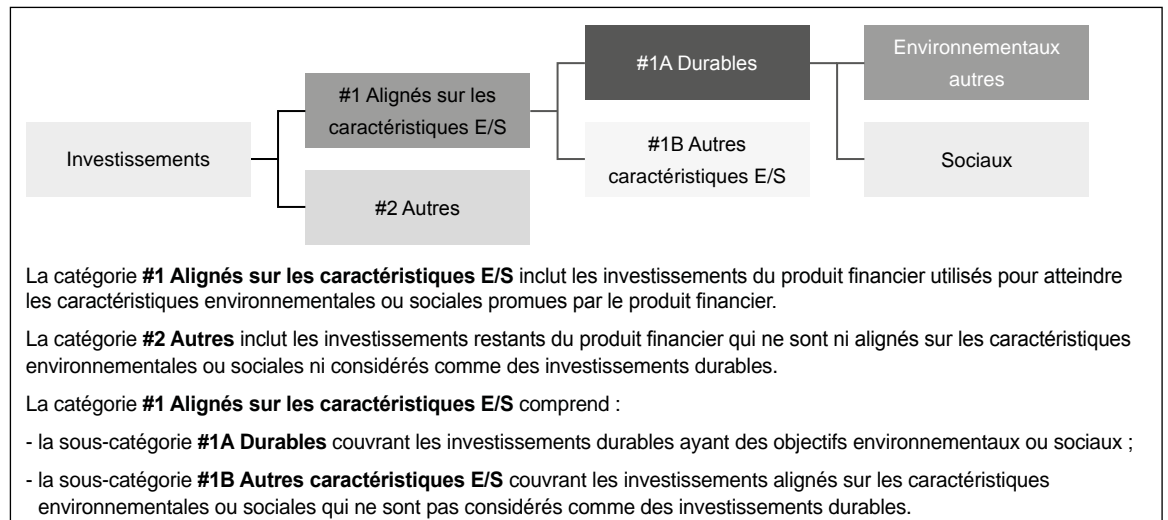 #1A Durables
Environnementaux
autres
#1 Alignés sur les
caractéristiques E/S
Investissements
#1B Autres
caractéristiques E/S
Sociaux
#2 Autres
La catégorie #1 Alignés sur les caractéristiques E/S inclut les investissements du produit financier utilisés pour atteindre
les caractéristiques environnementales ou sociales promues par le produit financier.
La catégorie #2 Autres inclut les investissements restants du produit financier qui ne sont ni alignés sur les caractéristiques
environnementales ou sociales ni considérés comme des investissements durables.
La catégorie #1 Alignés sur les caractéristiques E/S comprend :
- la sous-catégorie #1A Durables couvrant les investissements durables ayant des objectifs environnementaux ou sociaux ;
- la sous-catégorie #1B Autres caractéristiques E/S couvrant les investissements alignés sur les caractéristiques
environnementales ou sociales qui ne sont pas considérés comme des investissements durables.